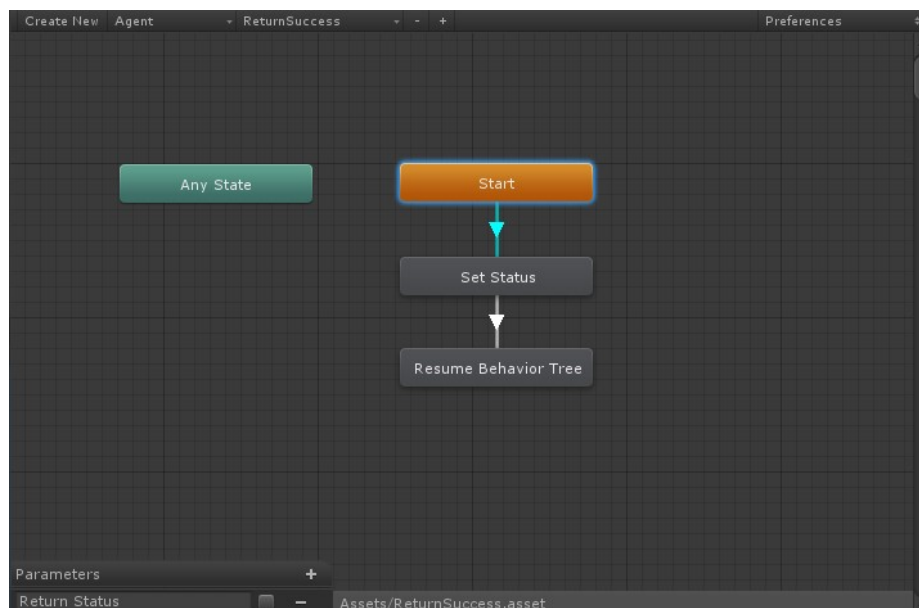 Create New Agent ReturnSuccess - + Preferences
Any State
Start
Set Status
Resume Behavior Tree
Parameters +
Return Status -
Assets/ReturnSuccess.asset